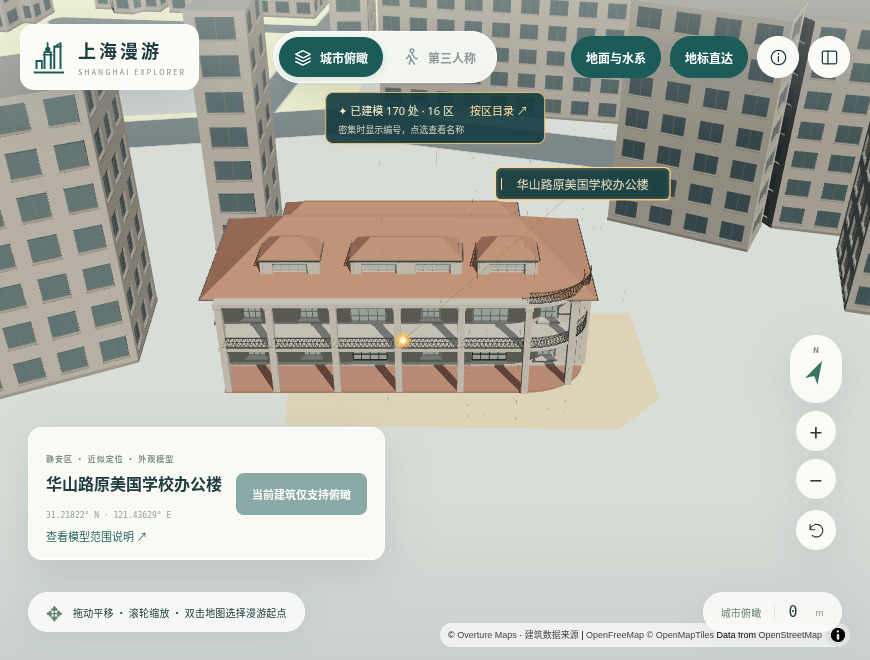 上海漫游
SHANGHAI EXPLORER
城市俯瞰
第三人称
地面与水系
地标直达
✦ 已建模 170 处 · 16 区 按区目录 ↗
密集时显示编号，点选查看名称
华山路原美国学校办公楼
N
静安区 · 近似定位 · 外观模型
华山路原美国学校办公楼
当前建筑仅支持俯瞰
31.21822° N · 121.43629° E
查看模型范围说明 ↗
拖动平移 · 滚轮缩放 · 双击地图选择漫游起点
城市俯瞰 0 m
© Overture Maps · 建筑数据来源 | OpenFreeMap © OpenMapTiles Data from OpenStreetMap